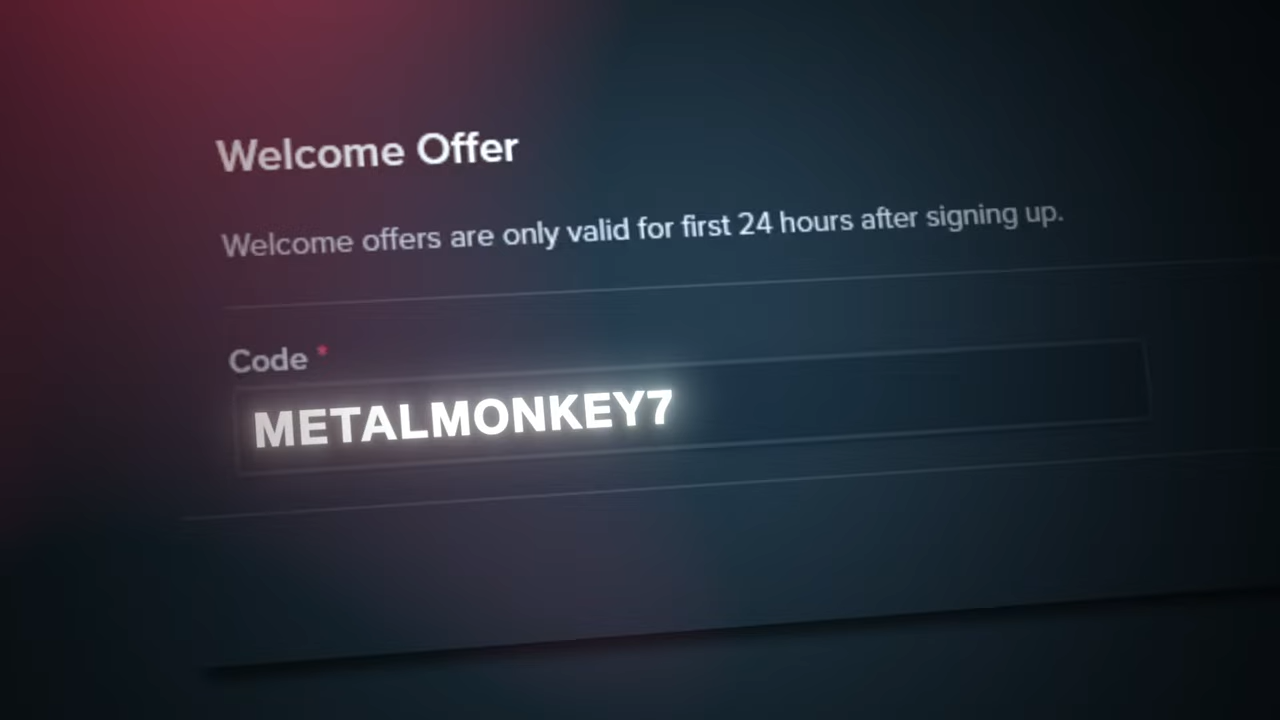 Welcome Offer
Welcome offers are only valid for first 24 hours after signing up.
Code *
METALMONKEY7